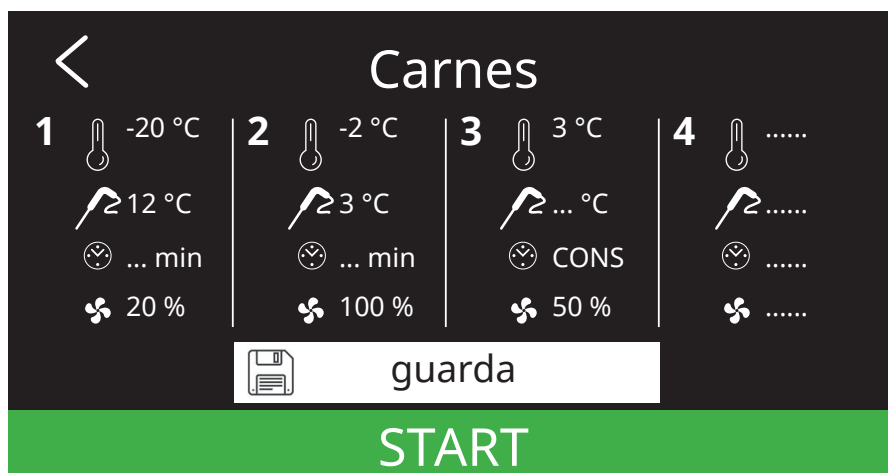 Carnes
1 -20 °C 2 -2 °C 3 3 °C 4 ......
12 °C 3 °C ... °C ......
... min ... min CONS ......
20 % 100 % 50 % ......
guarda
START